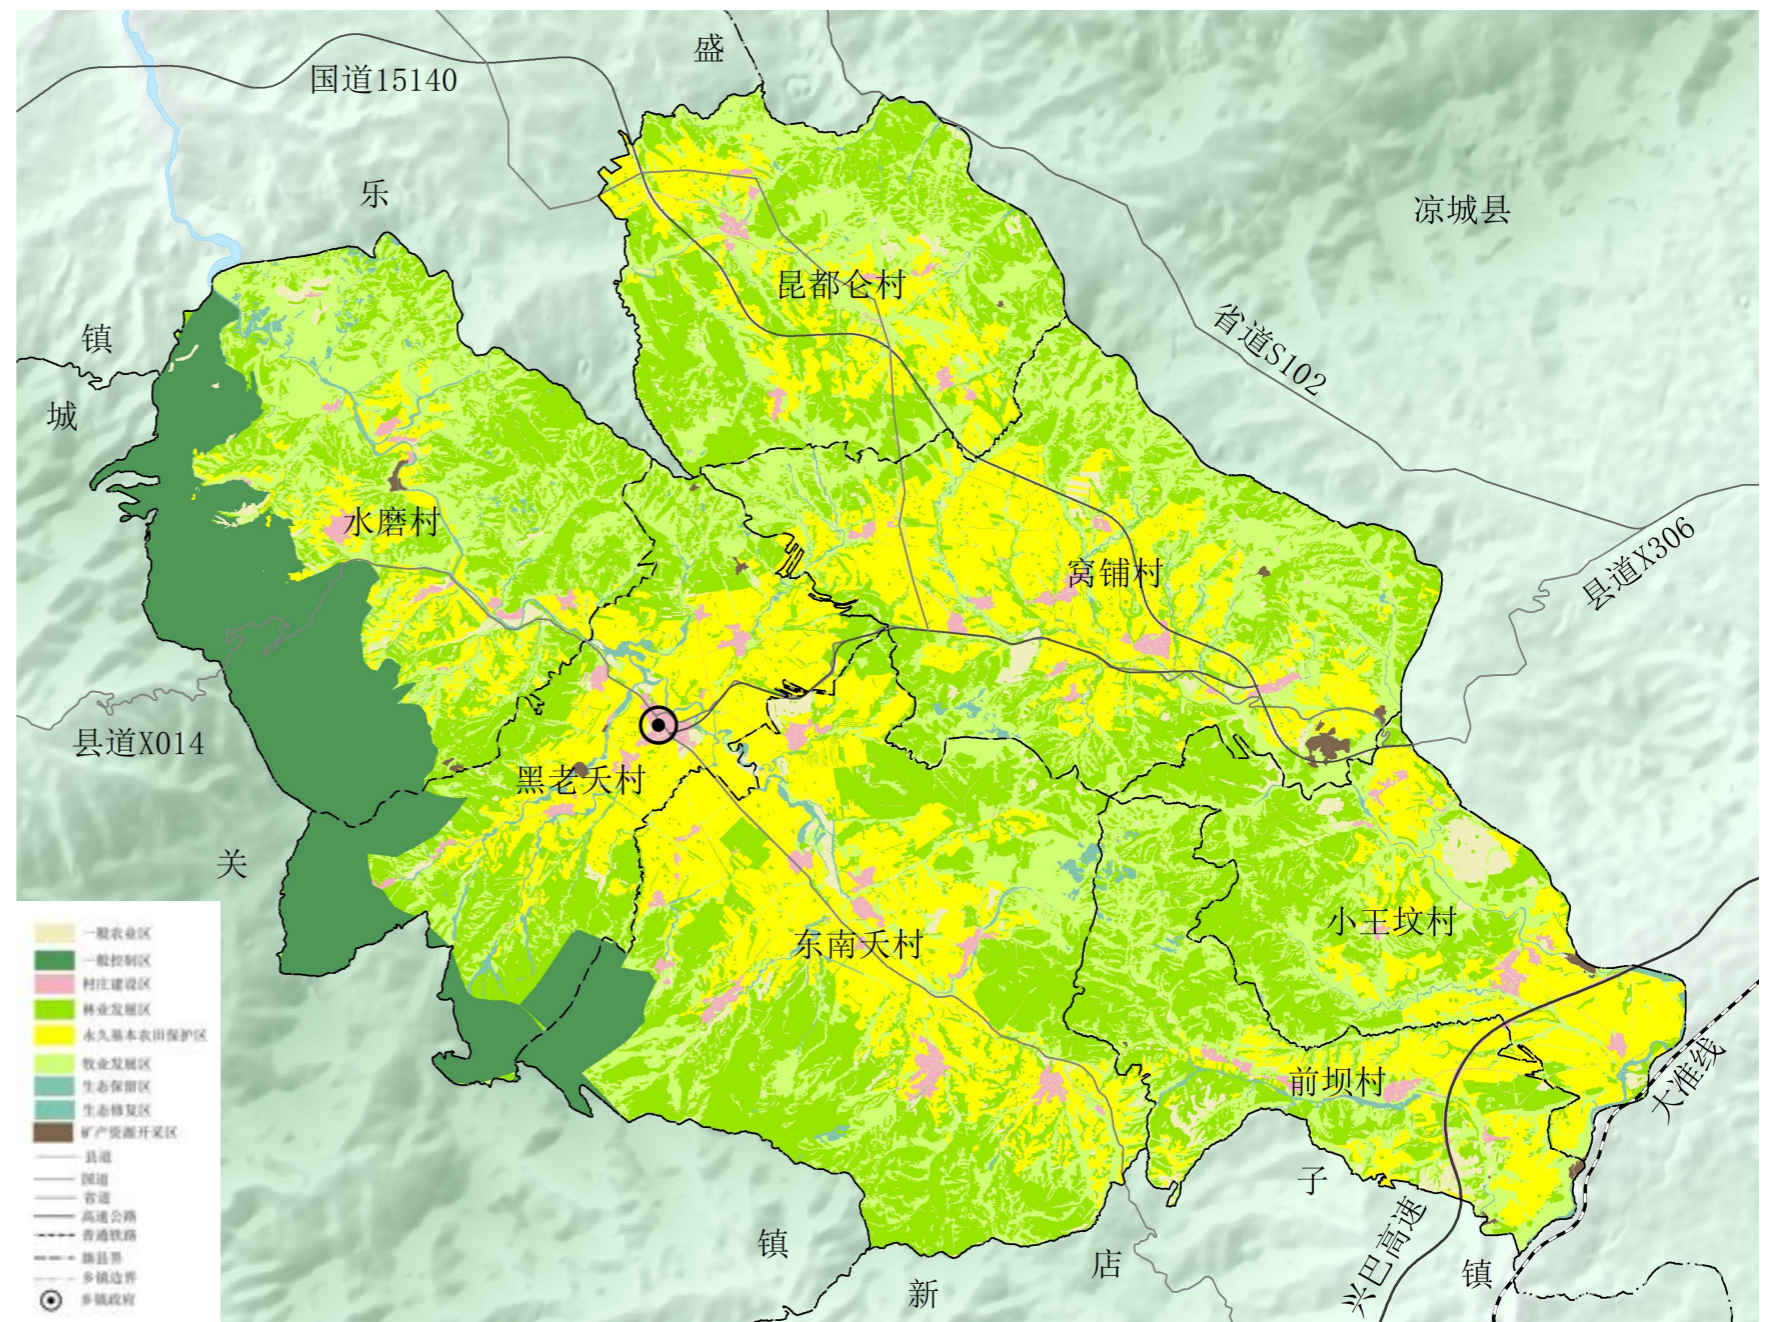 盛
国道15140
乐
凉城县
昆都仑村
镇
省道S102
城
水磨村
窝铺村
县道X306
县道X014
黑老夭村
关
东南夭村
小王坟村
前坝村
大准线
子
兴巴高速
镇
店
新
镇
一般农业区
一般控制区
村庄建设区
林业发展区
永久基本农田保护区
牧业发展区
生态保留区
生态修复区
矿产资源开采区
县道
国道
省道
高速公路
普通铁路
旗县界
乡镇边界
乡镇政府